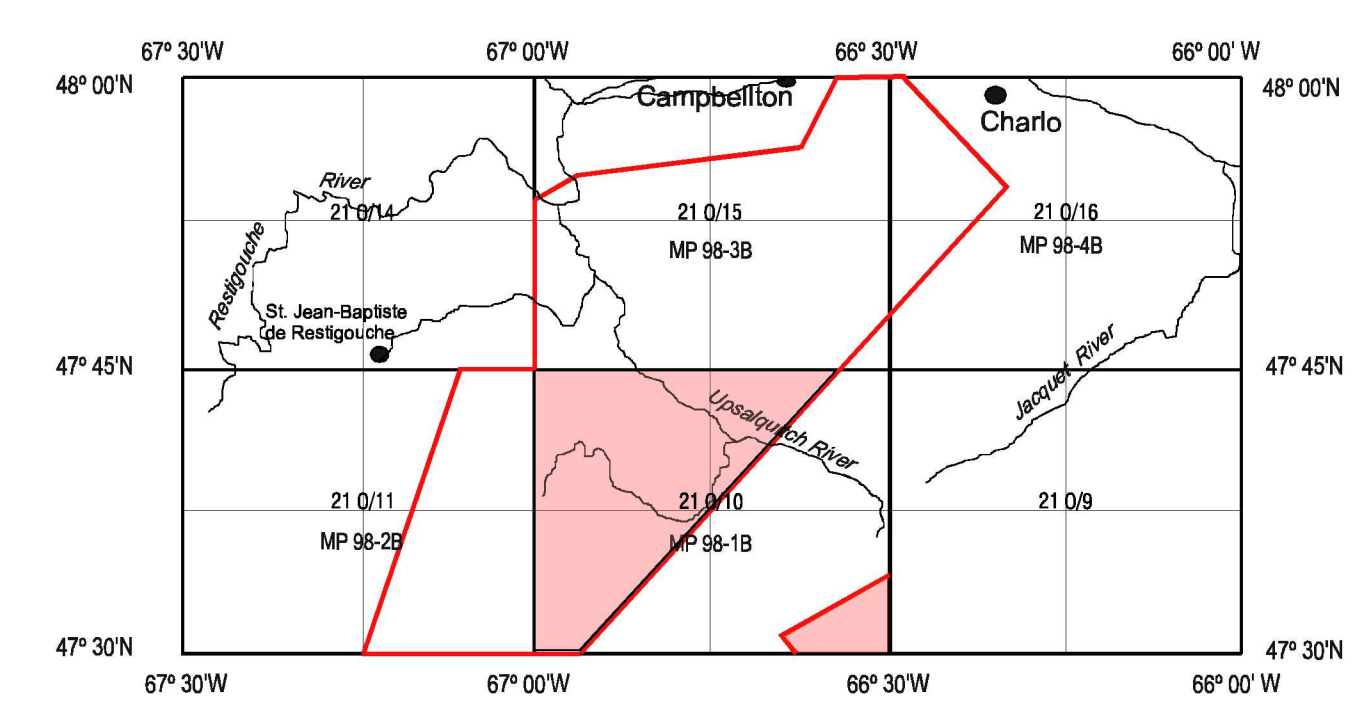 67º 30'W
67º 00'W
66º 30'W
66º 00' W
48º 00'N
48º 00'N
Campbellton
Charlo
River
21 O/14
21 O/15
21 O/16
MP 98-3B
MP 98-4B
Restigouche
St. Jean-Baptiste
de Restigouche
47º 45'N
47º 45'N
Jacquet River
Upsalquitch River
21 O/11
21 O/10
21 O/9
MP 98-2B
MP 98-1B
47º 30'N
47º 30'N
67º 30'W
67º 00'W
66º 30'W
66º 00' W